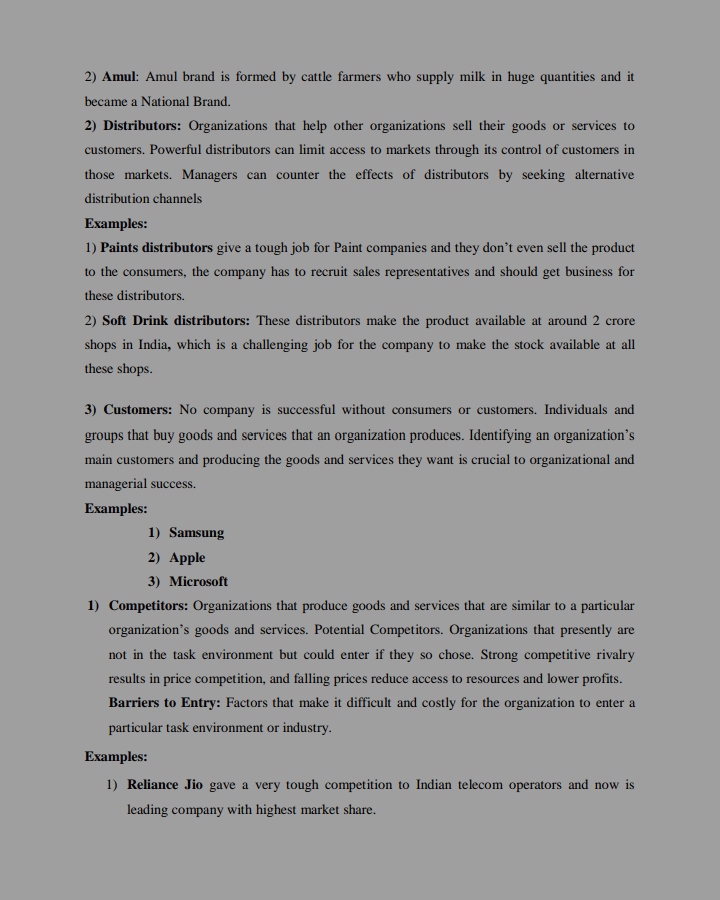 2) Amul: Amul brand is formed by cattle farmers who supply milk in huge quantities and it
became a National Brand.
2) Distributors: Organizations that help other organizations sell their goods or services to
customers. Powerful distributors can limit access to markets through its control of customers in
those markets. Managers can counter the effects of distributors by seeking alternative
distribution channels
Examples:
1) Paints distributors give a tough job for Paint companies and they don’t even sell the product
to the consumers, the company has to recruit sales representatives and should get business for
these distributors.
2) Soft Drink distributors: These distributors make the product available at around 2 crore
shops in India, which is a challenging job for the company to make the stock available at all
these shops.
3) Customers: No company is successful without consumers or customers. Individuals and
groups that buy goods and services that an organization produces. Identifying an organization’s
main customers and producing the goods and services they want is crucial to organizational and
managerial success.
Examples:
1) Samsung
2) Apple
3) Microsoft
1) Competitors: Organizations that produce goods and services that are similar to a particular
organization’s goods and services. Potential Competitors. Organizations that presently are
not in the task environment but could enter if they so chose. Strong competitive rivalry
results in price competition, and falling prices reduce access to resources and lower profits.
Barriers to Entry: Factors that make it difficult and costly for the organization to enter a
particular task environment or industry.
Examples:
1) Reliance Jio gave a very tough competition to Indian telecom operators and now is
leading company with highest market share.